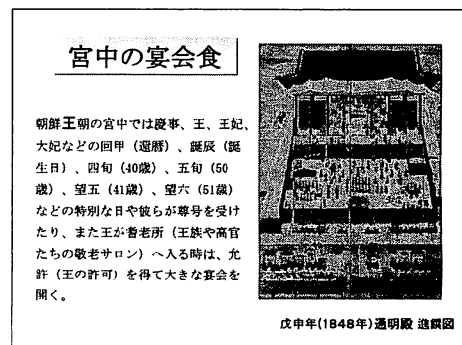 宮中の宴会食
朝鮮王朝の宮中では慶事、王、王妃、
大妃などの回甲（還暦）、誕辰（誕
生日）、四旬（40歳）、五旬（50
歳）、望五（41歳）、望六（51歳）
などの特別な日や彼らが尊号を受け
たり、また王が耆老所（王族や高官
たちの敬老サロン）へ入る時は、允
許（王の許可）を得て大きな宴会を
開く。
戊申年(1848年)通明殿 進饌図